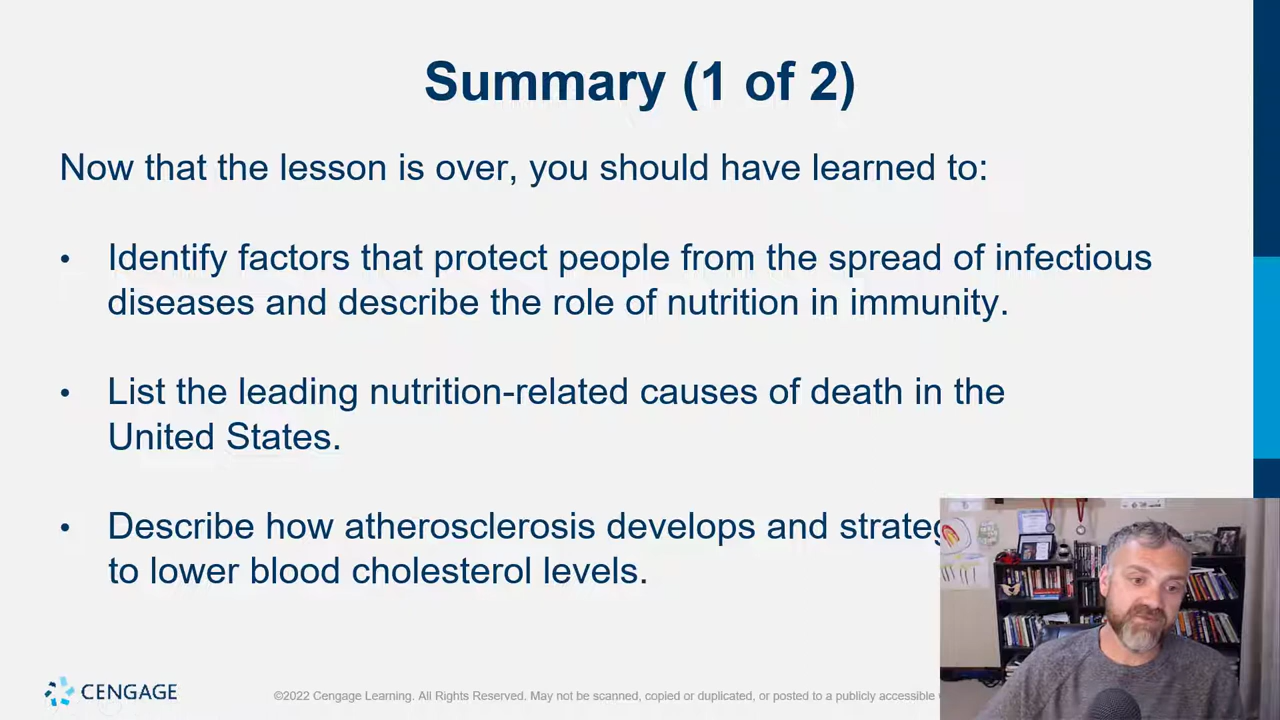 Summary (1 of 2)
Now that the lesson is over, you should have learned to:
• Identify factors that protect people from the spread of infectious
diseases and describe the role of nutrition in immunity.
• List the leading nutrition-related causes of death in the
United States.
• Describe how atherosclerosis develops and
to lower blood cholesterol levels.
CENGAGE
©2022 Cengage Learning. All Rights Reserved. May not be scanned, copied or duplicated, or posted to a publicly accessible